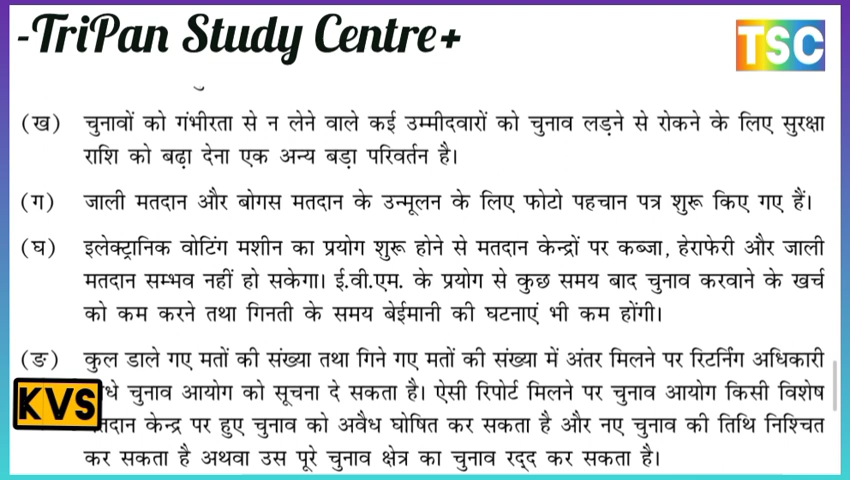 -TriPan Study Centre+
TSC
(ख) चुनावों को गंभीरता से न लेने वाले कई उम्मीदवारों को चुनाव लड़ने से रोकने के लिए सुरक्षा
राशि को बढ़ा देना एक अन्य बड़ा परिवर्तन है।
(ग) जाली मतदान और बोगस मतदान के उन्मूलन के लिए फोटो पहचान पत्र शुरू किए गए हैं।
(घ) इलेक्ट्रानिक वोटिंग मशीन का प्रयोग शुरू होने से मतदान केन्द्रों पर कब्जा, हेराफेरी और जाली
मतदान सम्भव नहीं हो सकेगा। ई.वी.एम. के प्रयोग से कुछ समय बाद चुनाव करवाने के खर्च
को कम करने तथा गिनती के समय बेईमानी की घटनाएं भी कम होंगी।
(ङ) कुल डाले गए मतों की संख्या तथा गिने गए मतों की संख्या में अंतर मिलने पर रिटर्निंग अधिकारी
चुनाव आयोग को सूचना दे सकता है। ऐसी रिपोर्ट मिलने पर चुनाव आयोग किसी विशेष
KVS
केन्द्र पर हुए चुनाव को अवैध घोषित कर सकता है और नए चुनाव की तिथि निश्चित
कर सकता है अथवा उस पूरे चुनाव क्षेत्र का चुनाव रद्द कर सकता है।